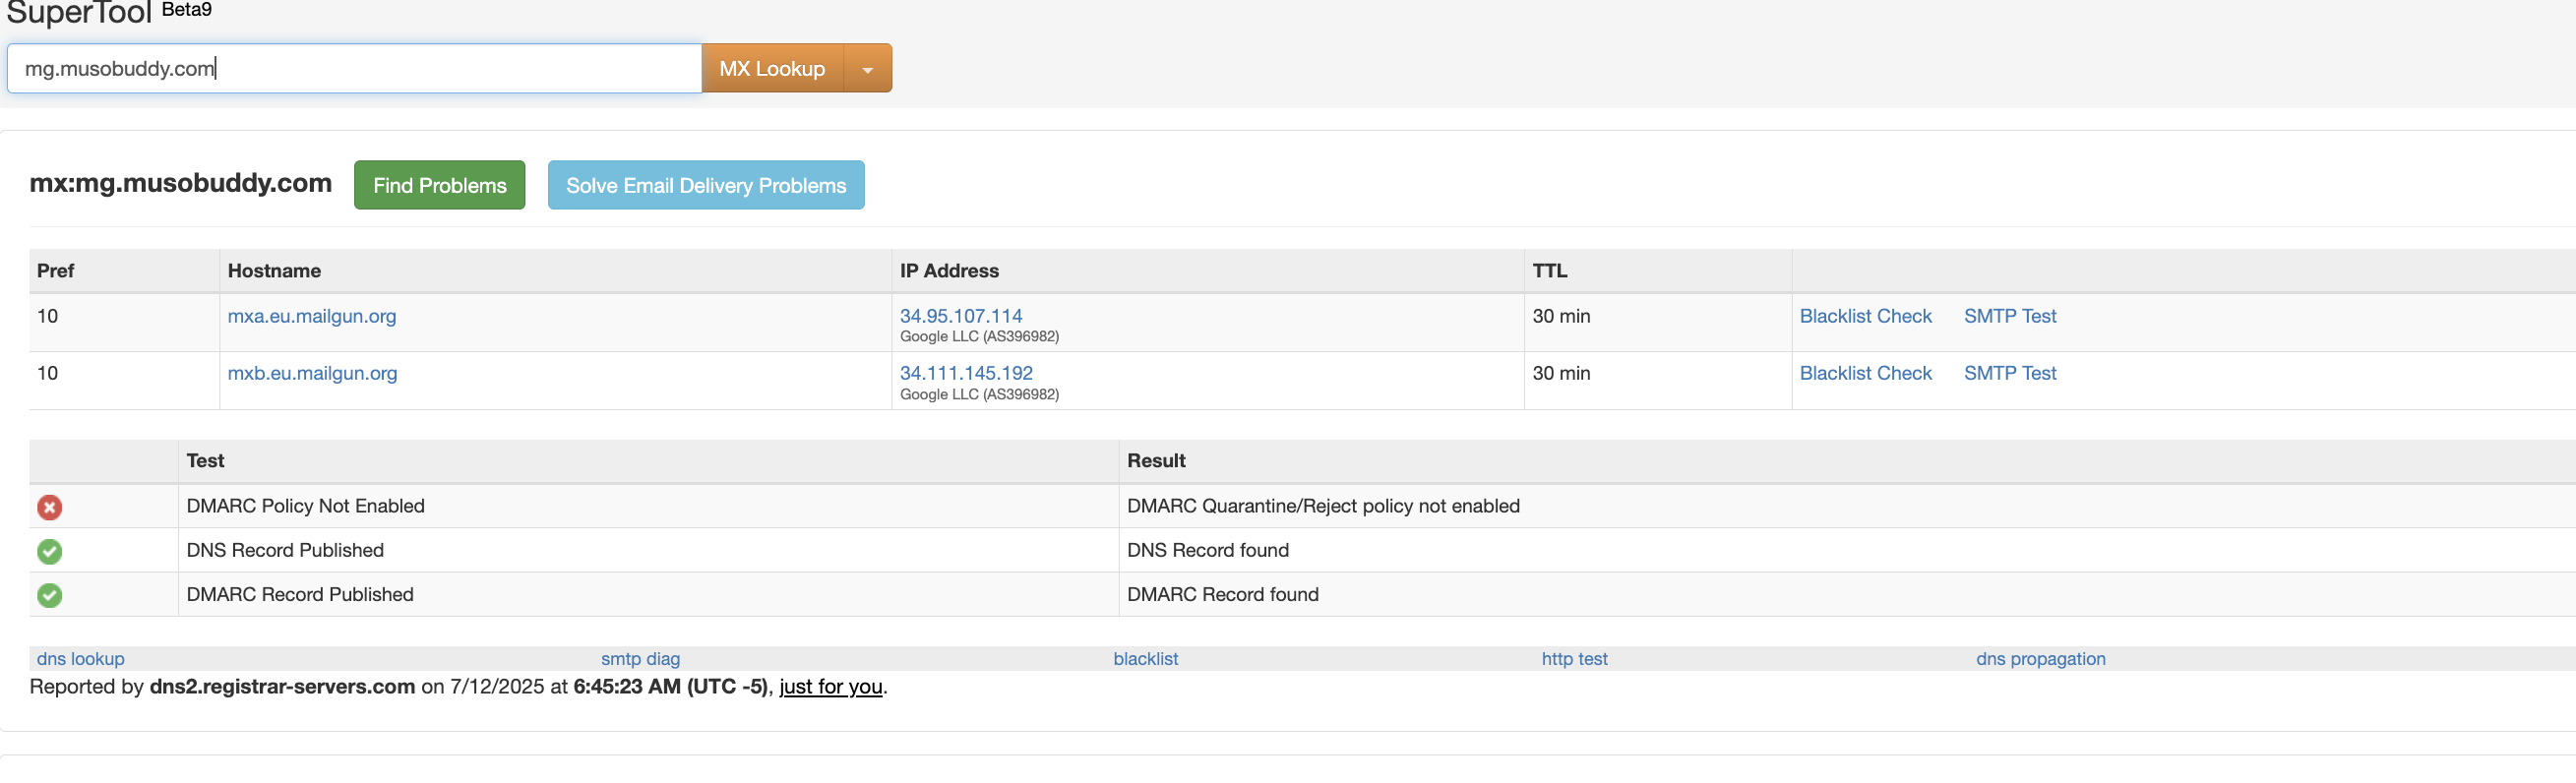 SuperTool Beta9
mg.musobuddy.com
MX Lookup
mx:mg.musobuddy.com Find Problems Solve Email Delivery Problems
Pref Hostname IP Address TTL
10 mxa.eu.mailgun.org 34.95.107.114 30 min Blacklist Check SMTP Test
Google LLC (AS396982)
10 mxb.eu.mailgun.org 34.111.145.192 30 min Blacklist Check SMTP Test
Google LLC (AS396982)
Test Result
DMARC Policy Not Enabled DMARC Quarantine/Reject policy not enabled
DNS Record Published DNS Record found
DMARC Record Published DMARC Record found
dns lookup smtp diag blacklist http test dns propagation
Reported by dns2.registrar-servers.com on 7/12/2025 at 6:45:23 AM (UTC -5), just for you.